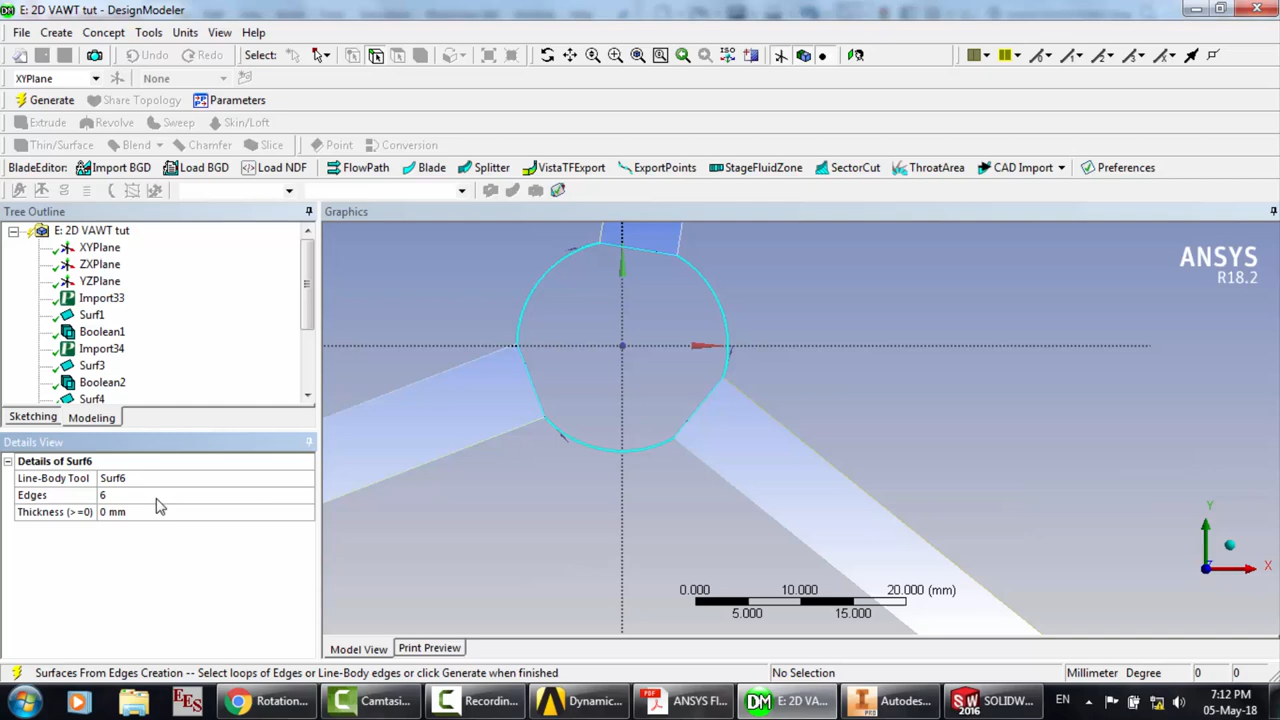 E: 2D VAWT tut - DesignModeler
File Create Concept Tools Units View Help
Undo Redo Select: ISO
XYPlane None
Generate Share Topology Parameters
Extrude Revolve Sweep Skin/Loft
Thin/Surface Blend Chamfer Slice Point Conversion
BladeEditor: Import BGD Load BGD Load NDF FlowPath Blade Splitter VistaTFExport ExportPoints StageFluidZone SectorCut ThroatArea CAD Import Preferences
Tree Outline
Graphics
E: 2D VAWT tut
XYPlane
ZXPlane
YZPlane
Import33
Surf1
Boolean1
Import34
Surf3
Boolean2
Surf4
Sketching Modeling
Details View
Details of Surf6
Line-Body Tool Surf6
Edges 6
Thickness (>=0) 0 mm
ANSYS
R18.2
Y
X
0.000 10.000 20.000 (mm)
5.000 15.000
Model View Print Preview
Surfaces From Edges Creation -- Select loops of Edges or Line-Body edges or click Generate when finished
No Selection
Millimeter Degree 0 0
EES Rotation... Camtasi... Recordin... Dynamic... ANSYS Fl... E: 2D VA... Autodes... SOLIDW... 2016
EN
7:12 PM
05-May-18